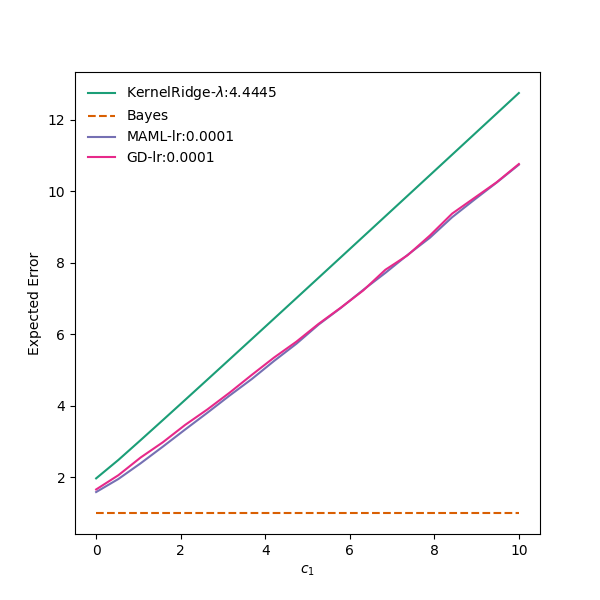 KernelRidge-λ:4.4445
Bayes
MAML-lr:0.0001
GD-lr:0.0001
Expected Error
12
10
8
6
4
2
0 2 4 6 8 10
c₁